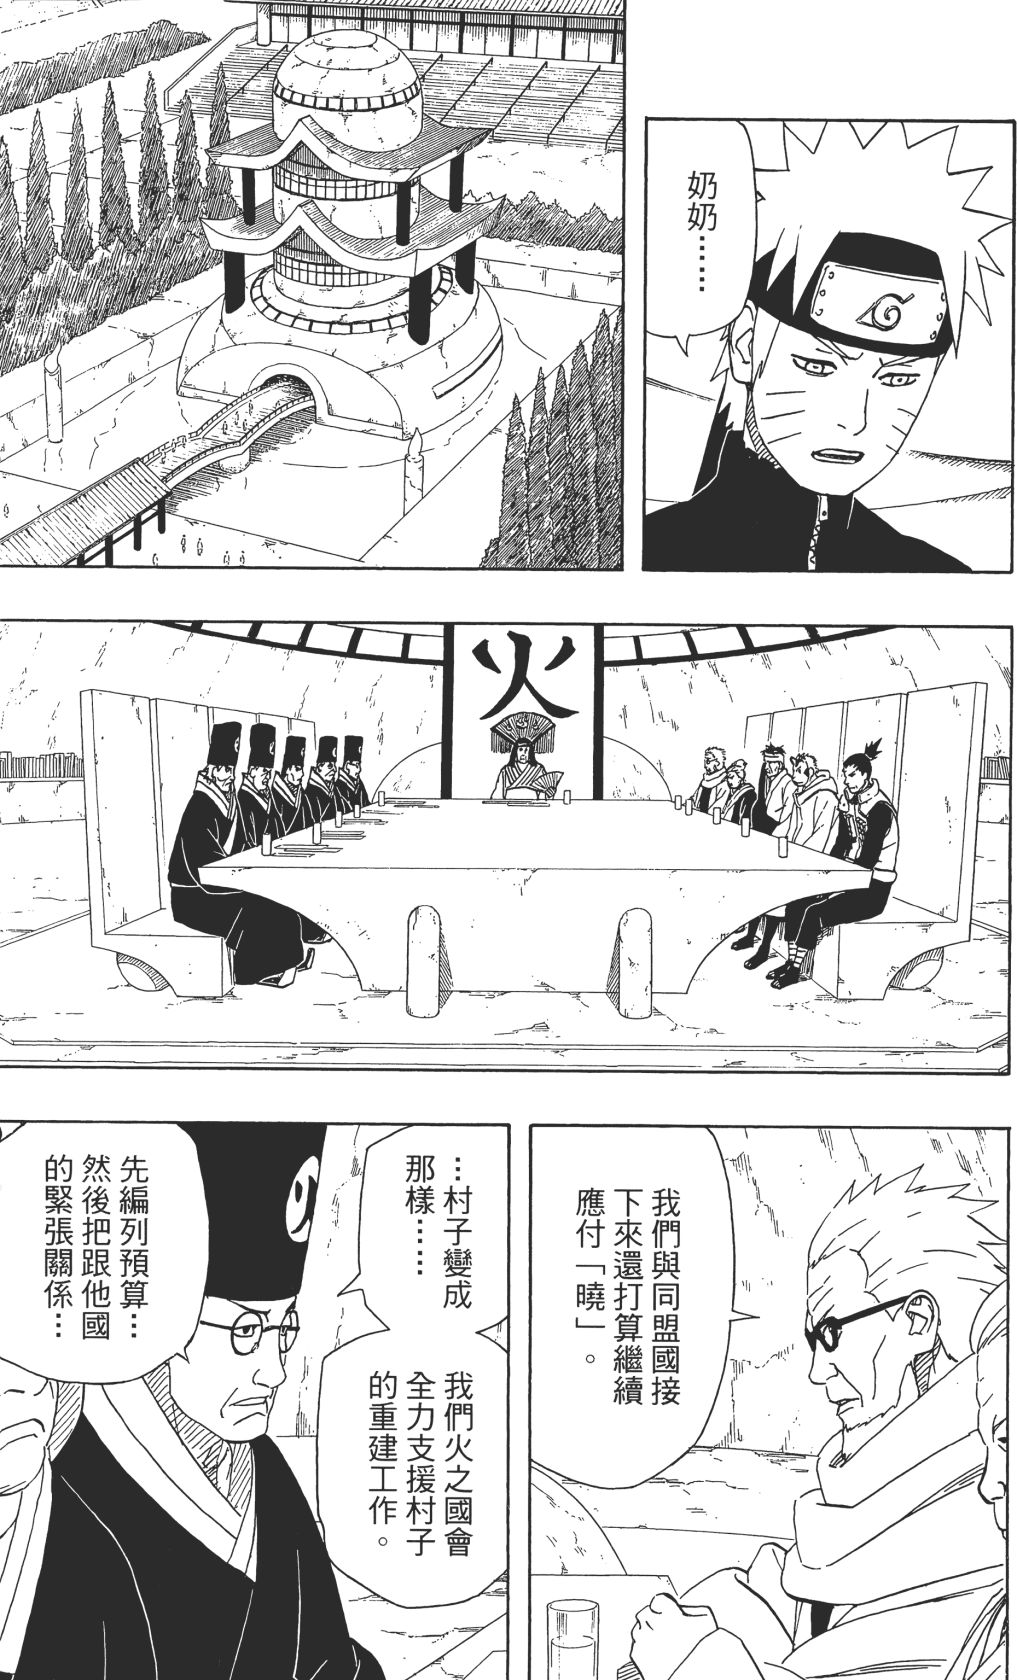 奶奶……
火
我們與同盟國接
下來還打算繼續
應付「曉」。
…村子變成
那樣……
我們火之國會
全力支援村子
的重建工作。
先編列預算…
然後把跟他國
的緊張關係…